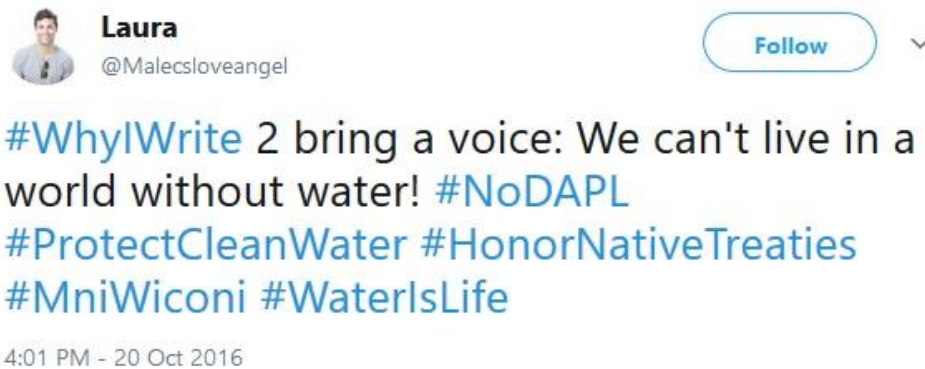 Laura
@Malecsloveangel
Follow
#WhyIWrite 2 bring a voice: We can't live in a
world without water! #NoDAPL
#ProtectCleanWater #HonorNativeTreaties
#MniWiconi #WaterIsLife
4:01 PM - 20 Oct 2016